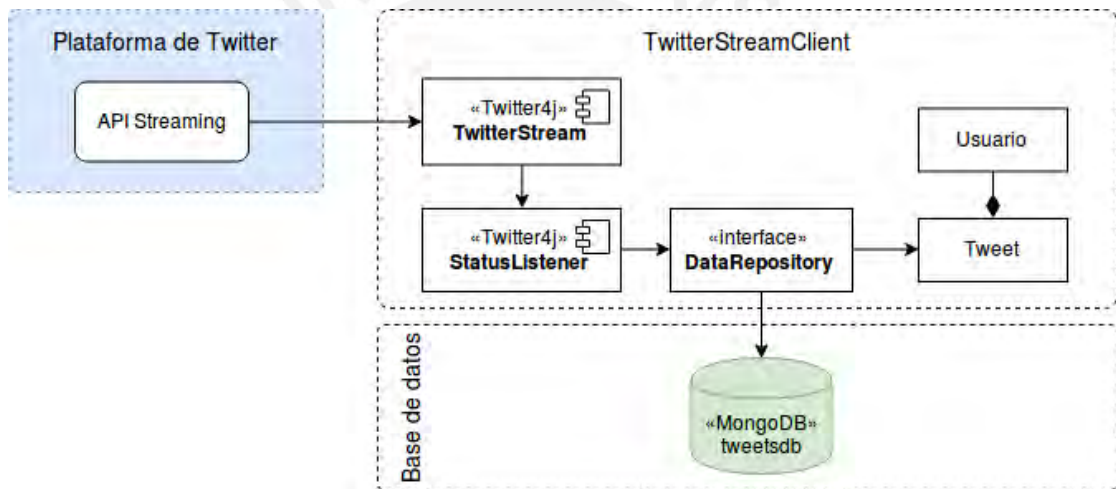 Plataforma de Twitter
API Streaming
TwitterStreamClient
«Twitter4j»
TwitterStream
«Twitter4j»
StatusListener
«interface»
DataRepository
Usuario
Tweet
Base de datos
«MongoDB»
tweetsdb